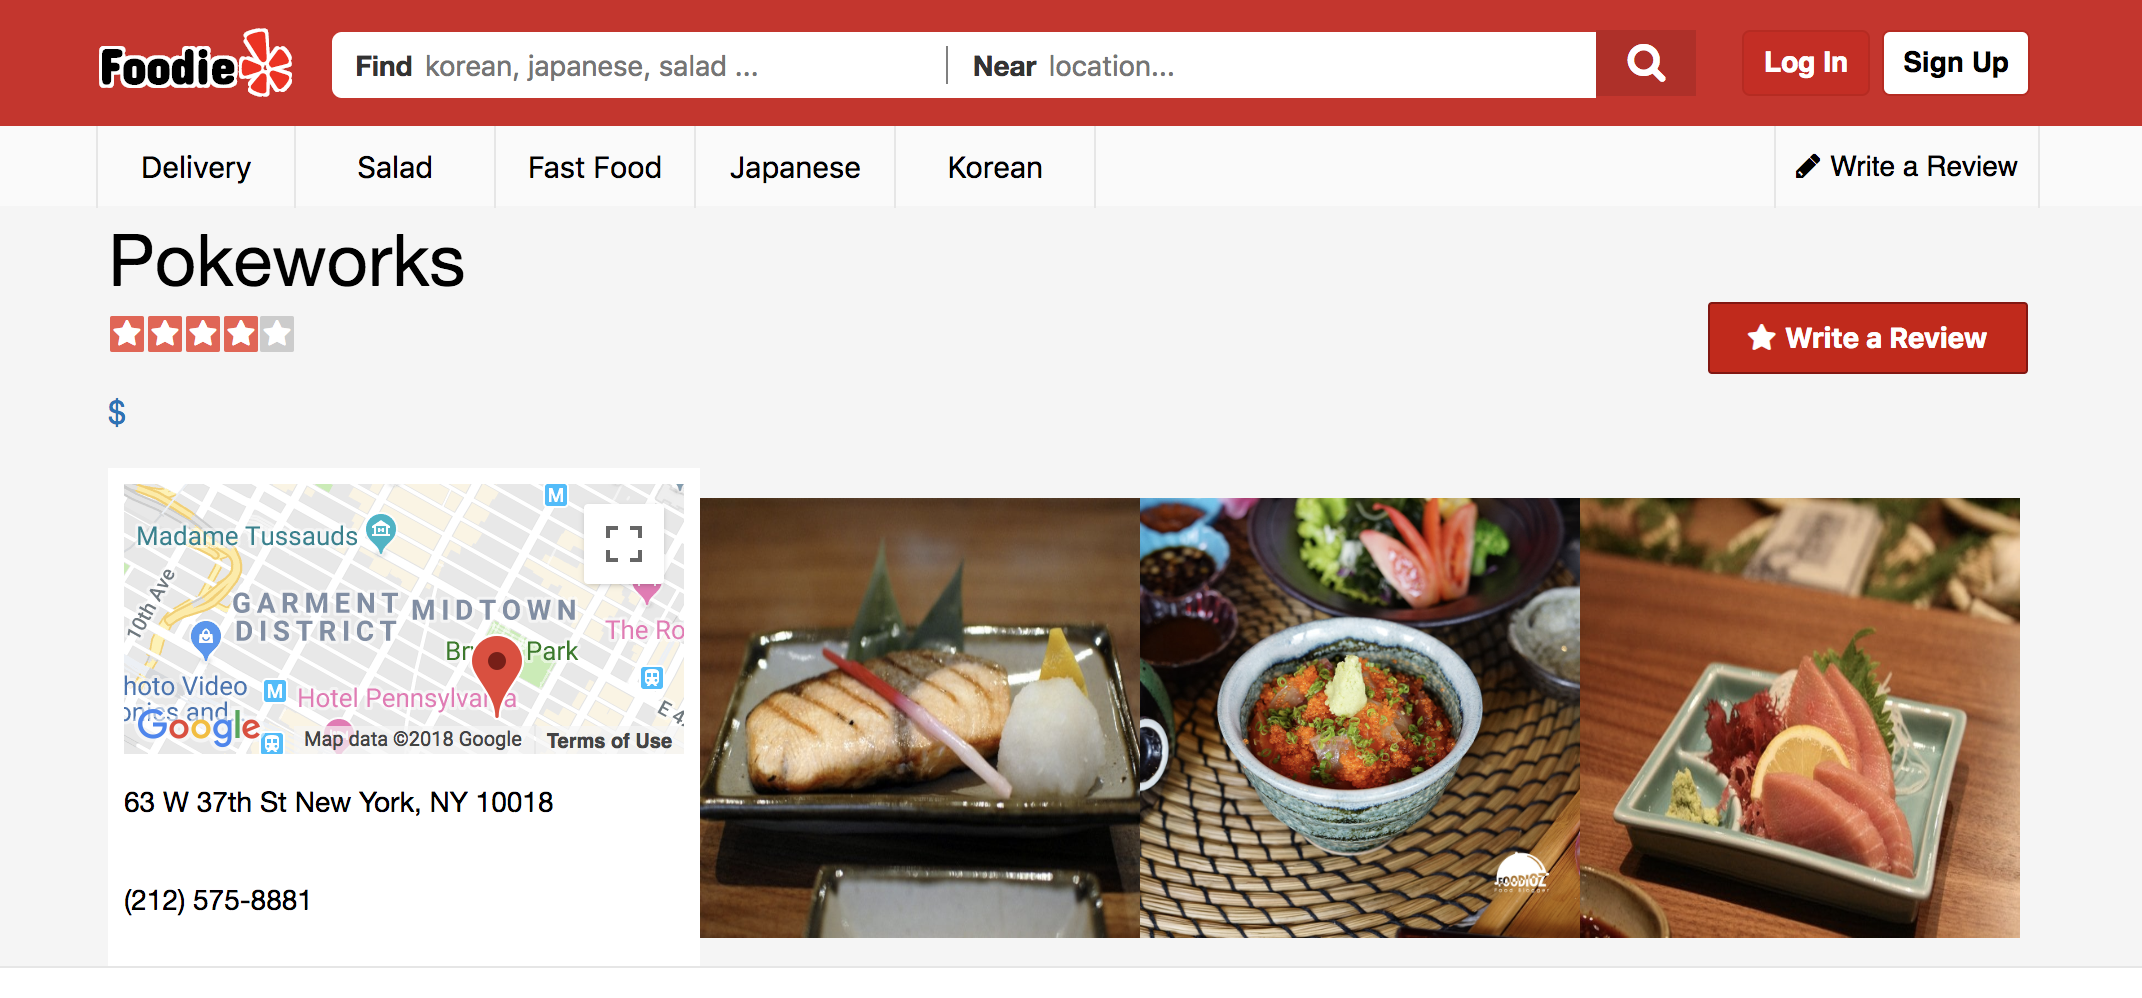 Foodie
Find korean, japanese, salad ...
Near location...
Log In
Sign Up
Delivery
Salad
Fast Food
Japanese
Korean
Write a Review
Pokeworks
Write a Review
$
M
Madame Tussauds
10th Ave
GARMENT
DISTRICT
MIDTOWN
The Ro
Park
hoto Video
and
M
Hotel Pennsylva
a
E 4
Google
Map data ©2018 Google
Terms of Use
63 W 37th St New York, NY 10018
(212) 575-8881
FOODIOZ
Food Blogger